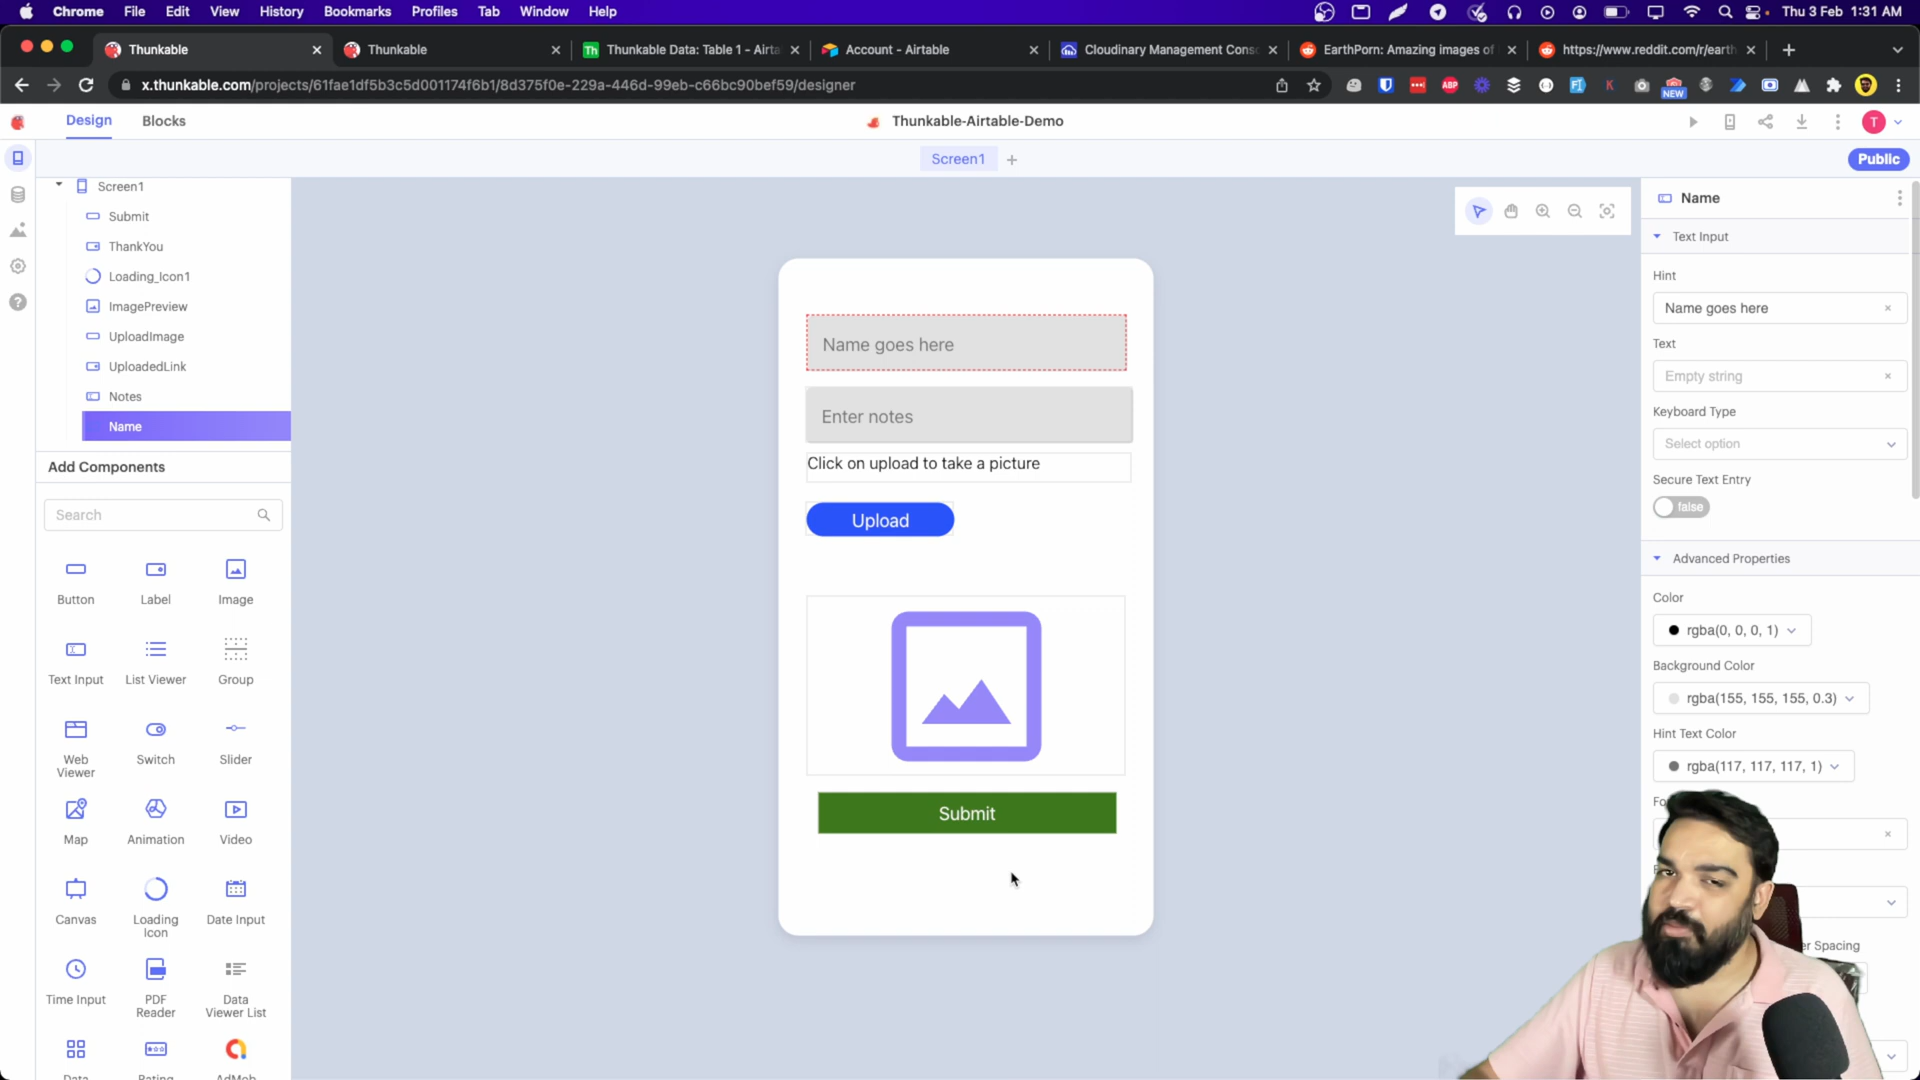 Chrome File Edit View History Bookmarks Profiles Tab Window Help
Thu 3 Feb 1:31 AM
Thunkable
Thunkable
Thunkable Data: Table 1 - Airta
Account - Airtable
Cloudinary Management Conso
EarthPorn: Amazing images of
https://www.reddit.com/r/earth
x.thunkable.com/projects/61fae1df5b3c5d001174f6b1/8d375f0e-229a-446d-99eb-c66bc90bef59/designer
ABP
NEW
Design
Blocks
Thunkable-Airtable-Demo
T
Screen1
Public
Screen1
Submit
ThankYou
Loading_Icon1
ImagePreview
UploadImage
UploadedLink
Notes
Name
Add Components
Search
Button
Label
Image
Text Input
List Viewer
Group
Web Viewer
Switch
Slider
Map
Animation
Video
Canvas
Loading Icon
Date Input
Time Input
PDF Reader
Data Viewer List
Data
Rating
AdMob
Name goes here
Enter notes
Click on upload to take a picture
Upload
Submit
Name
Text Input
Hint
Name goes here
Text
Empty string
Keyboard Type
Select option
Secure Text Entry
false
Advanced Properties
Color
rgba(0, 0, 0, 1)
Background Color
rgba(155, 155, 155, 0.3)
Hint Text Color
rgba(117, 117, 117, 1)
Spacing